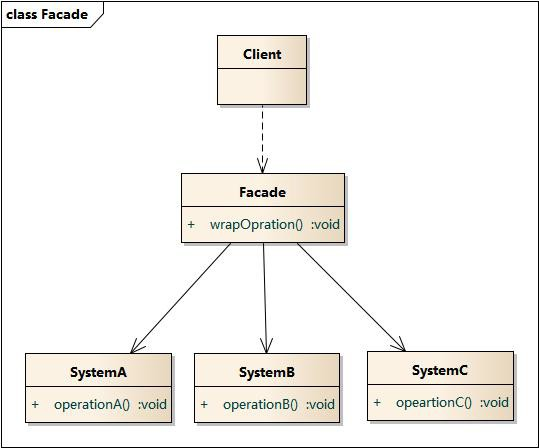 class Facade
Client
Facade
+ wrapOpration() :void
SystemA
+ operationA() :void
SystemB
+ operationB() :void
SystemC
+ opeartionC() :void